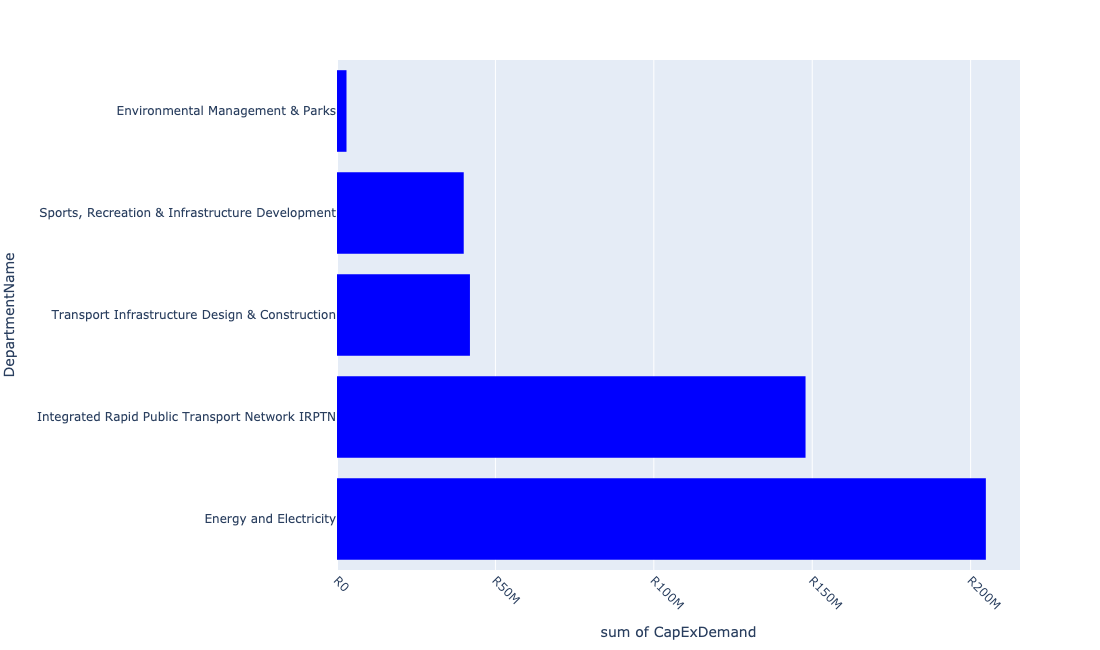 Environmental Management & Parks
Sports, Recreation & Infrastructure Development
Transport Infrastructure Design & Construction
Integrated Rapid Public Transport Network IRPTN
Energy and Electricity
DepartmentName
R0
R50M
R100M
R150M
R200M
sum of CapExDemand